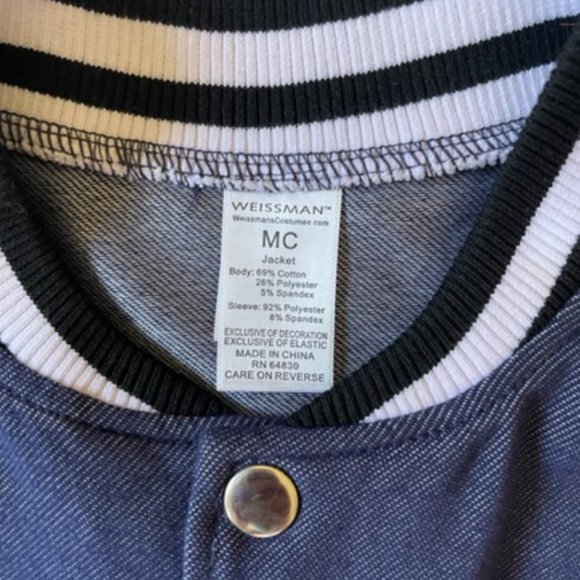 WEISSMAN™
WeissmansCostumes.com
MC
Jacket
Body: 69% Cotton
26% Polyester
5% Spandex
Sleeve: 92% Polyester
8% Spandex
EXCLUSIVE OF DECORATION
EXCLUSIVE OF ELASTIC
MADE IN CHINA
RN 64830
CARE ON REVERSE